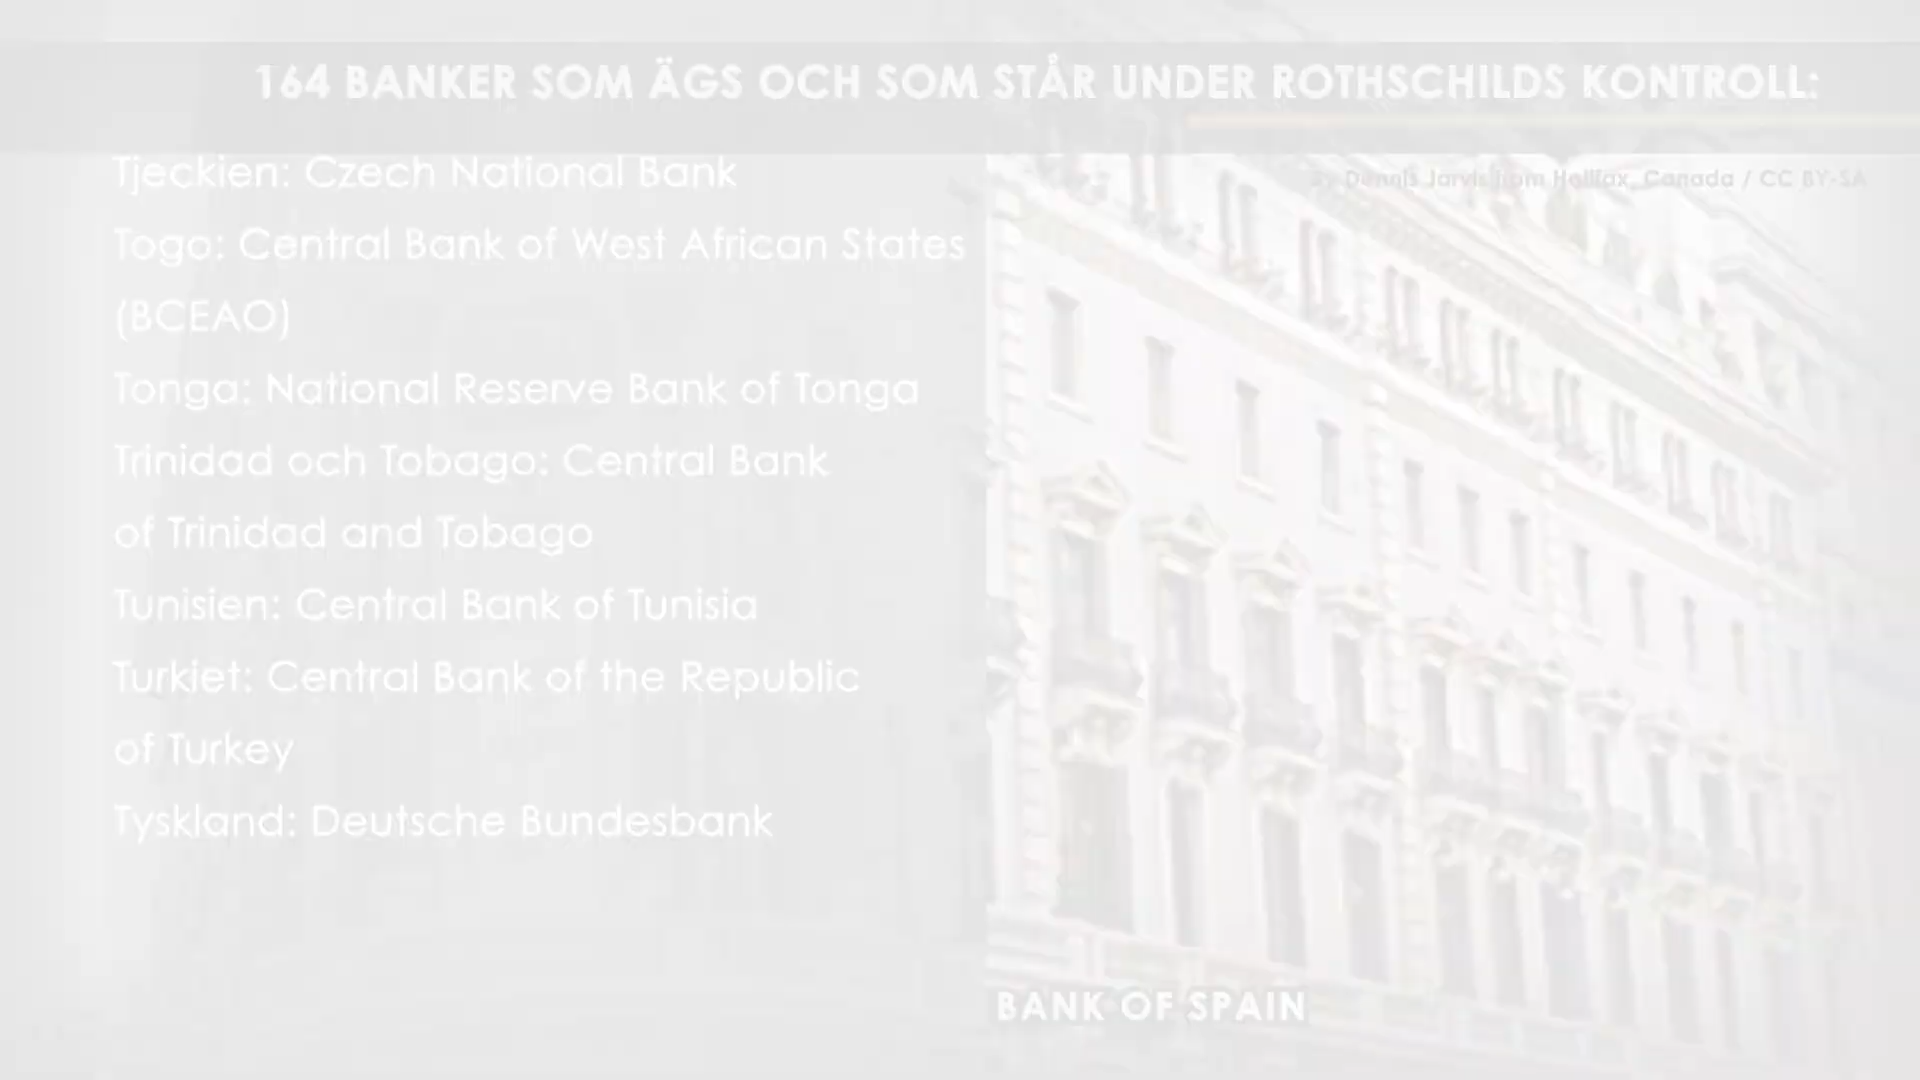 164 BANKER SOM ÄGS OCH SOM STÅR UNDER ROTHSCHILDS KONTROLL:
By Dennis Jarvis from Halifax, Canada / CC BY-SA
Tjeckien: Czech National Bank
Togo: Central Bank of West African States
(BCEAO)
Tonga: National Reserve Bank of Tonga
Trinidad och Tobago: Central Bank
of Trinidad and Tobago
Tunisien: Central Bank of Tunisia
Turkiet: Central Bank of the Republic
of Turkey
Tyskland: Deutsche Bundesbank
BANK OF SPAIN